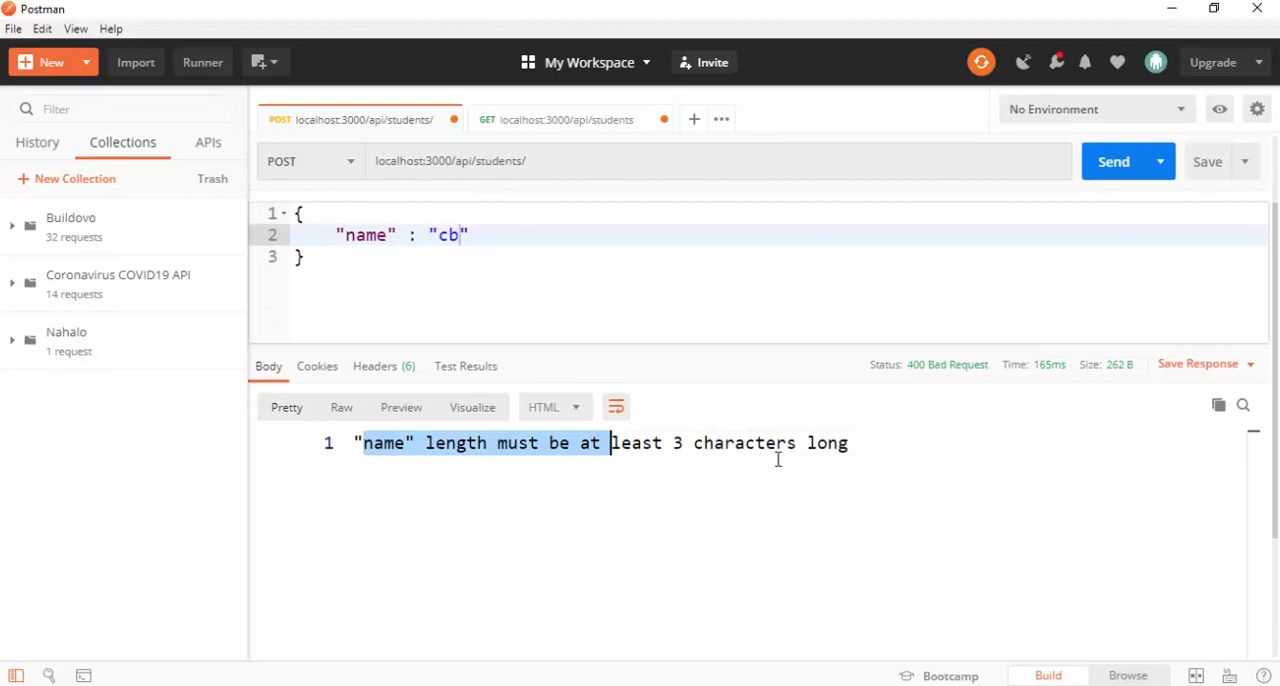 Postman
File Edit View Help
New Import Runner My Workspace Invite Upgrade
Filter
History Collections APIs
New Collection Trash
Buildovo
32 requests
Coronavirus COVID19 API
14 requests
Nahalo
1 request
POST localhost:3000/api/students/ GET localhost:3000/api/students No Environment
POST localhost:3000/api/students/ Send Save
1 {
2 "name" : "cb"
3 }
Body Cookies Headers (6) Test Results Status: 400 Bad Request Time: 165ms Size: 262 B Save Response
Pretty Raw Preview Visualize HTML
1 "name" length must be at least 3 characters long
Bootcamp Build Browse